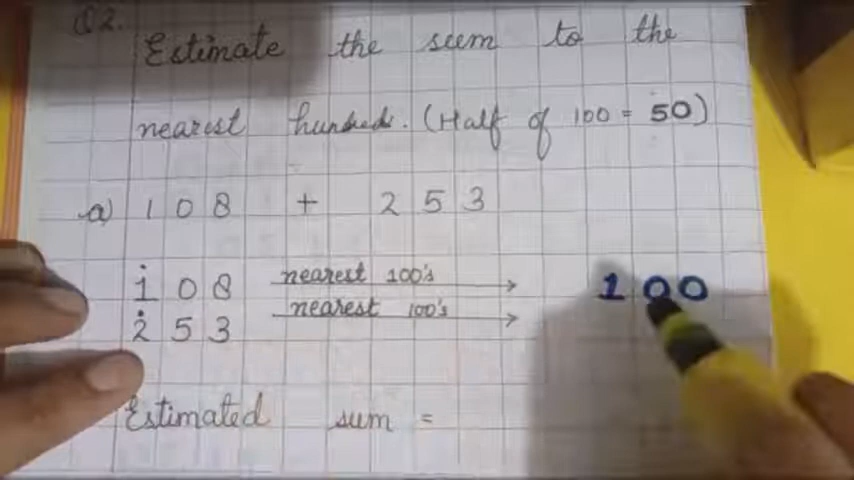 Q2.
Estimate the sum to the
nearest hundred. (Half of 100 = 50)
a) 108 + 253
108 nearest 100's 100
253 nearest 100's
Estimated sum =